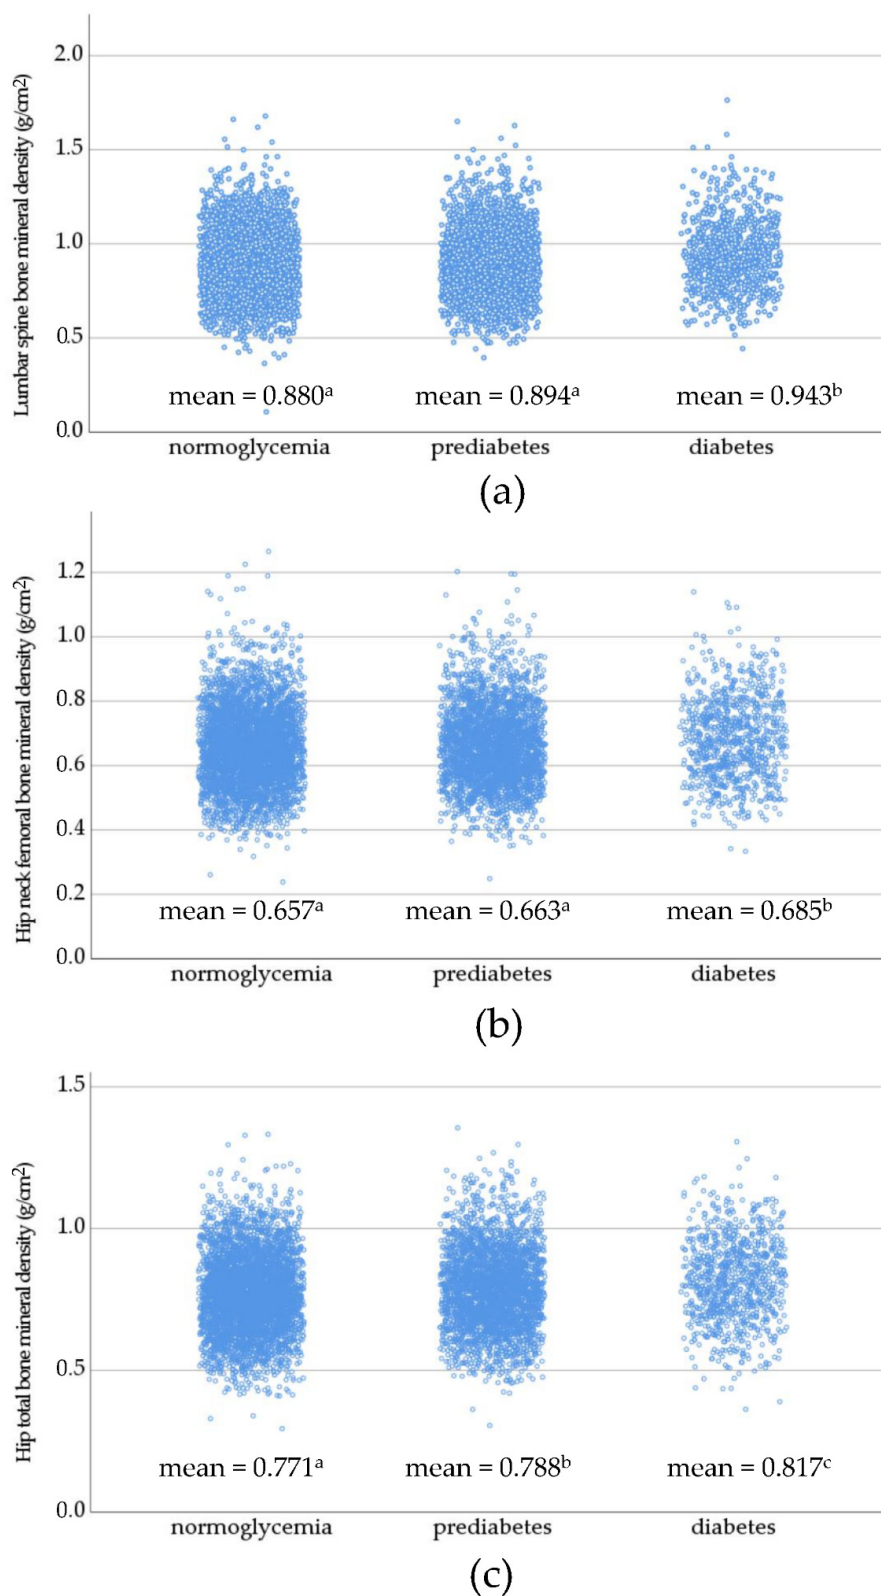 Lumbar spine bone mineral density (g/cm²)
2.0
1.5
1.0
0.5
0.0
mean = 0.880ᵃ
mean = 0.894ᵃ
mean = 0.943ᵇ
normoglycemia
prediabetes
diabetes
(a)
Hip neck femoral bone mineral density (g/cm²)
1.2
1.0
0.8
0.6
0.4
0.2
0.0
mean = 0.657ᵃ
mean = 0.663ᵃ
mean = 0.685ᵇ
normoglycemia
prediabetes
diabetes
(b)
Hip total bone mineral density (g/cm²)
1.5
1.0
0.5
0.0
mean = 0.771ᵃ
mean = 0.788ᵇ
mean = 0.817ᶜ
normoglycemia
prediabetes
diabetes
(c)